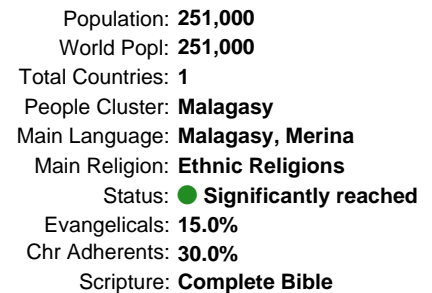 Population: 251,000
World Popl: 251,000
Total Countries: 1
People Cluster: Malagasy
Main Language: Malagasy, Merina
Main Religion: Ethnic Religions
Status: Significantly reached
Evangelicals: 15.0%
Chr Adherents: 30.0%
Scripture: Complete Bible